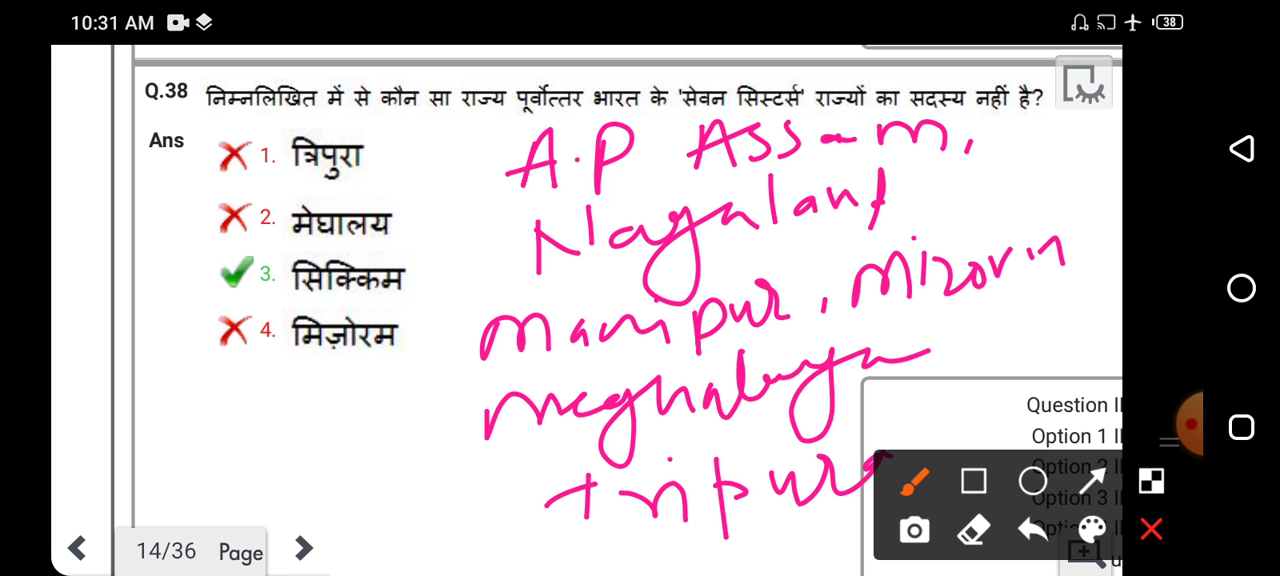 10:31 AM
38
Q.38 निम्नलिखित में से कौन सा राज्य पूर्वोत्तर भारत के 'सेवन सिस्टर्स' राज्यों का सदस्य नहीं है?
Ans
1. त्रिपुरा
2. मेघालय
3. सिक्किम
4. मिज़ोरम
A.P Assam,
Nagaland
Manipur, Mizoram
meghalaya
tripura
Question I
Option 1 I
Option 2 I
Option 3 I
14/36 Page